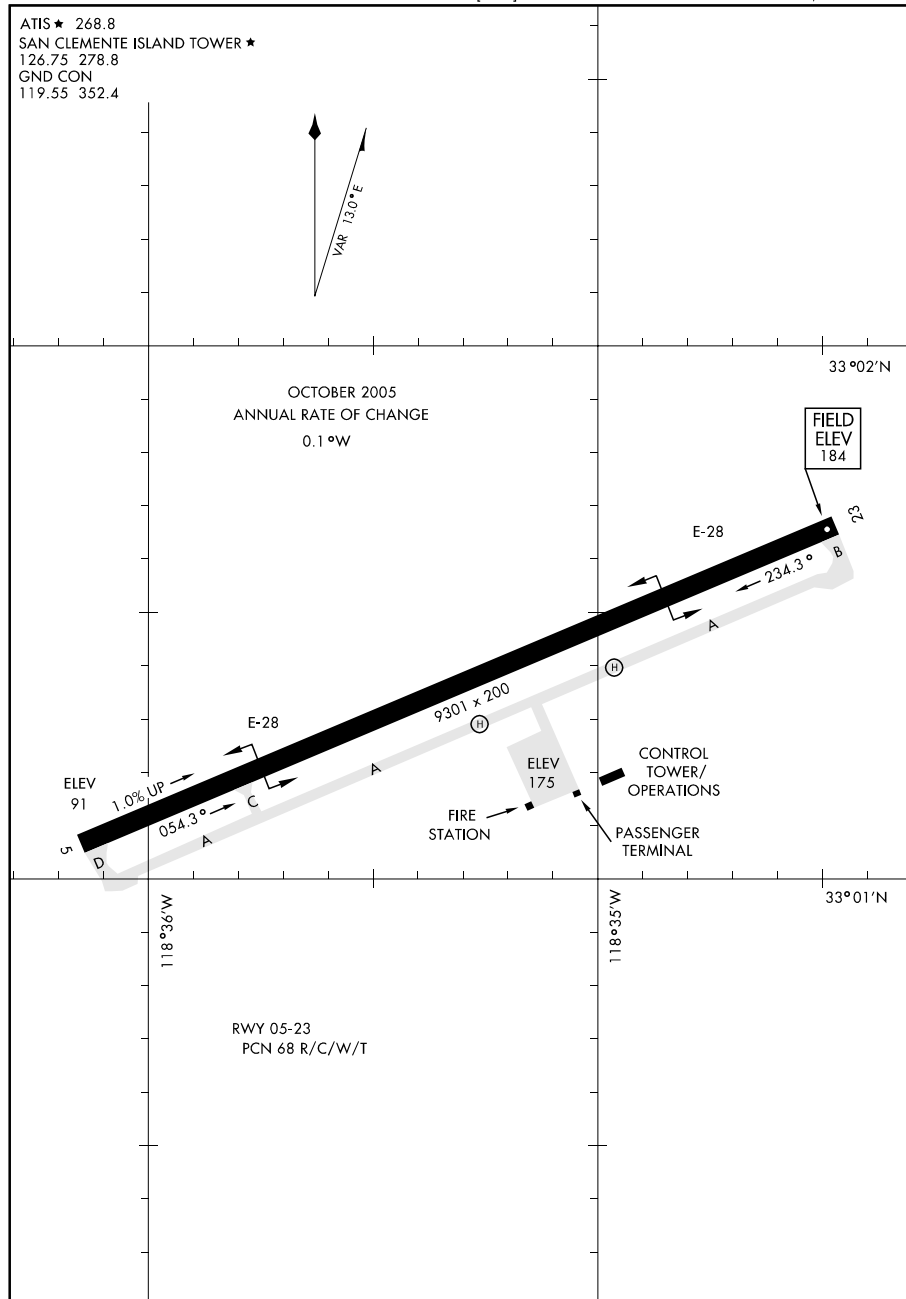 ATIS ★ 268.8
SAN CLEMENTE ISLAND TOWER ★
126.75 278.8
GND CON
119.55 352.4
VAR 13.0° E
33°02'N
OCTOBER 2005
ANNUAL RATE OF CHANGE
0.1°W
FIELD
ELEV
184
23
E-28
B
234.3°
A
H
9301 x 200
H
E-28
A
ELEV
175
CONTROL
TOWER/
OPERATIONS
ELEV
91
1.0% UP
C
054.3°
FIRE
STATION
PASSENGER
TERMINAL
A
5
D
33°01'N
118°36'W
118°35'W
RWY 05-23
PCN 68 R/C/W/T